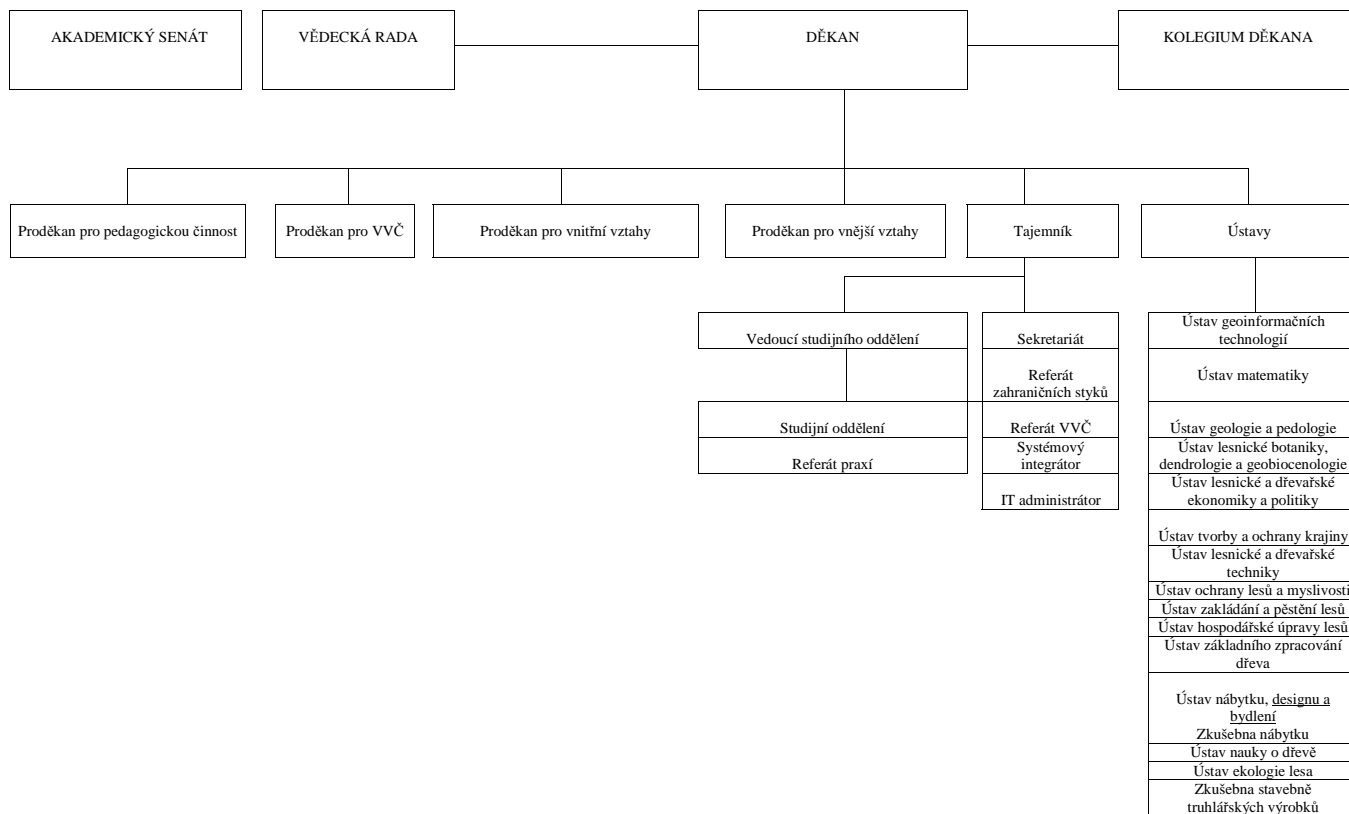 AKADEMICKÝ SENÁT
VĚDECKÁ RADA
DĚKAN
KOLEGIUM DĚKANA
Proděkan pro pedagogickou činnost
Proděkan pro VVČ
Proděkan pro vnitřní vztahy
Proděkan pro vnější vztahy
Tajemník
Ústavy
Vedoucí studijního oddělení
Studijní oddělení
Referát praxí
Sekretariát
Referát
zahraničních styků
Referát VVČ
Systémový
integrátor
IT administrátor
Ústav geoinformačních
technologií
Ústav matematiky
Ústav geologie a pedologie
Ústav lesnické botaniky,
dendrologie a geobiocenologie
Ústav lesnické a dřevařské
ekonomiky a politiky
Ústav tvorby a ochrany krajiny
Ústav lesnické a dřevařské
techniky
Ústav ochrany lesů a myslivosti
Ústav zakládání a pěstění lesů
Ústav hospodářské úpravy lesů
Ústav základního zpracování
dřeva
Ústav nábytku, designu a
bydlení
Zkušebna nábytku
Ústav nauky o dřevě
Ústav ekologie lesa
Zkušebna stavebně
truhlářských výrobků